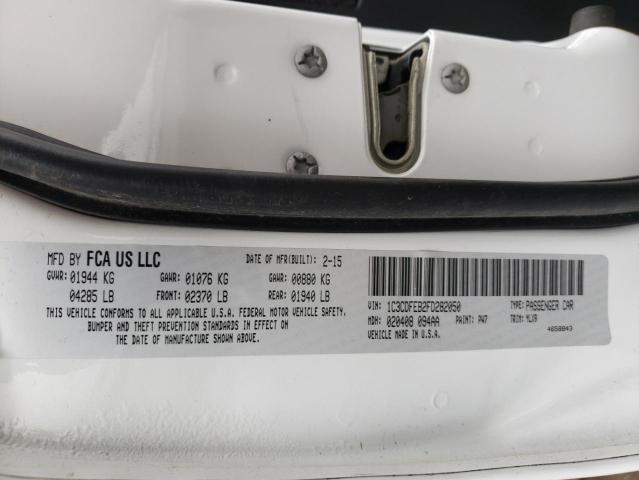 MFD BY FCA US LLC DATE OF MFR(BUILT): 2-15
GVWR: 01944 KG GAWR: 01076 KG GAWR: 00880 KG
04285 LB FRONT: 02370 LB REAR: 01940 LB
THIS VEHICLE CONFORMS TO ALL APPLICABLE U.S.A. FEDERAL MOTOR VEHICLE SAFETY,
BUMPER AND THEFT PREVENTION STANDARDS IN EFFECT ON
THE DATE OF MANUFACTURE SHOWN ABOVE.
VIN: 1C3CDFEB2FD282050 TYPE: PASSENGER CAR
MDH: 020408 094AA PAINT: PW7 TRIM: MLX9
VEHICLE MADE IN U.S.A. 4658843